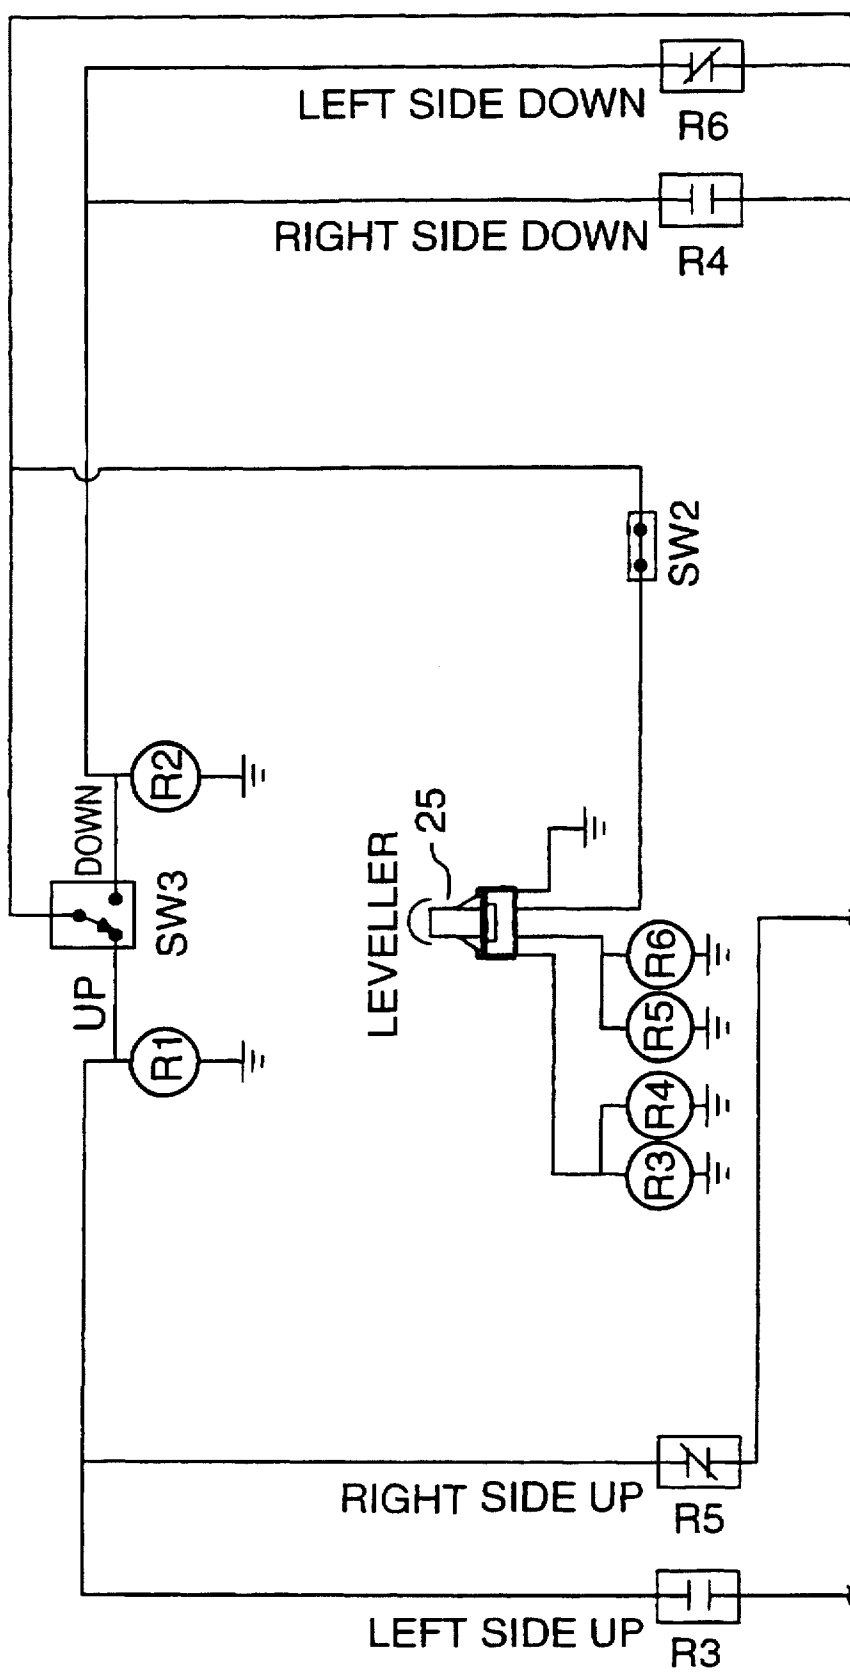 LEFT SIDE DOWN
R6
RIGHT SIDE DOWN
R4
SW2
R2
DOWN
SW3
UP
R1
LEVELLER
25
R6
R5
R4
R3
RIGHT SIDE UP
R5
LEFT SIDE UP
R3